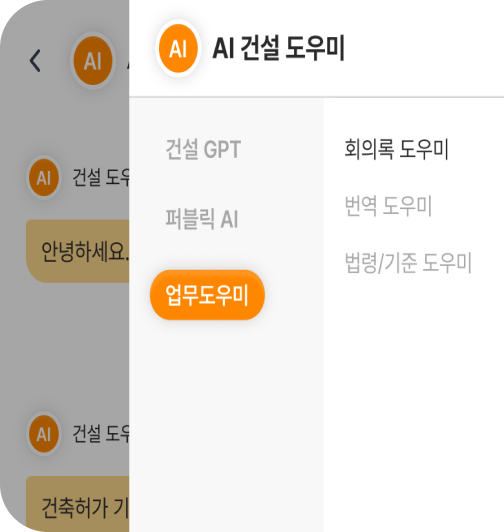 AI
AI
AI 건설 도우미
건설 GPT
퍼블릭 AI
업무도우미
회의록 도우미
번역 도우미
법령/기준 도우미
AI
건설 도우
안녕하세요.
AI
건설 도우
건축허가 기